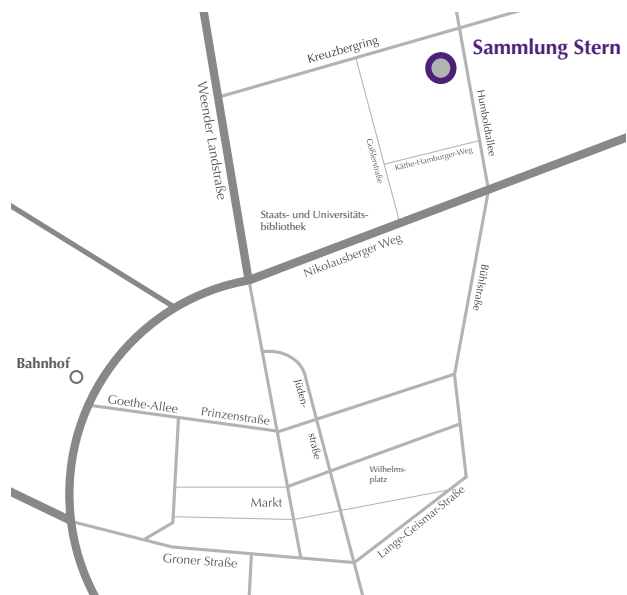 Sammlung Stern
Kreuzbergring
Weender Landstraße
Humboldtallee
Goßlerstraße
Käthe-Hamburger-Weg
Staats- und Universitäts-
bibliothek
Nikolausberger Weg
Bühlstraße
Bahnhof
Goethe-Allee
Prinzenstraße
Jüden-
straße
Wilhelms-
platz
Markt
Lange-Geismar-Straße
Groner Straße